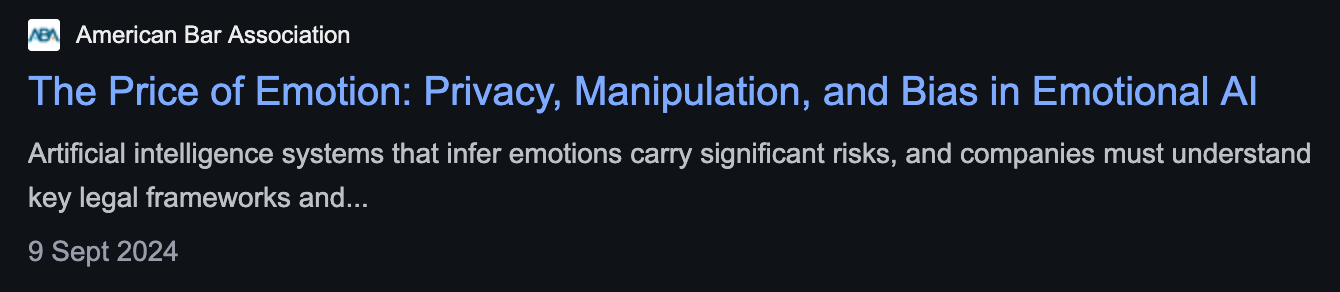 ABA American Bar Association
The Price of Emotion: Privacy, Manipulation, and Bias in Emotional AI
Artificial intelligence systems that infer emotions carry significant risks, and companies must understand
key legal frameworks and...
9 Sept 2024